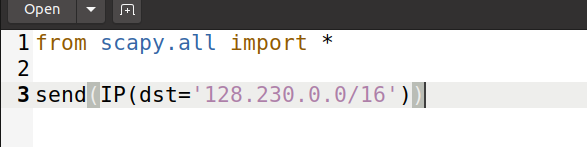 Open
1 from scapy.all import *
2
3 send(IP(dst='128.230.0.0/16'))